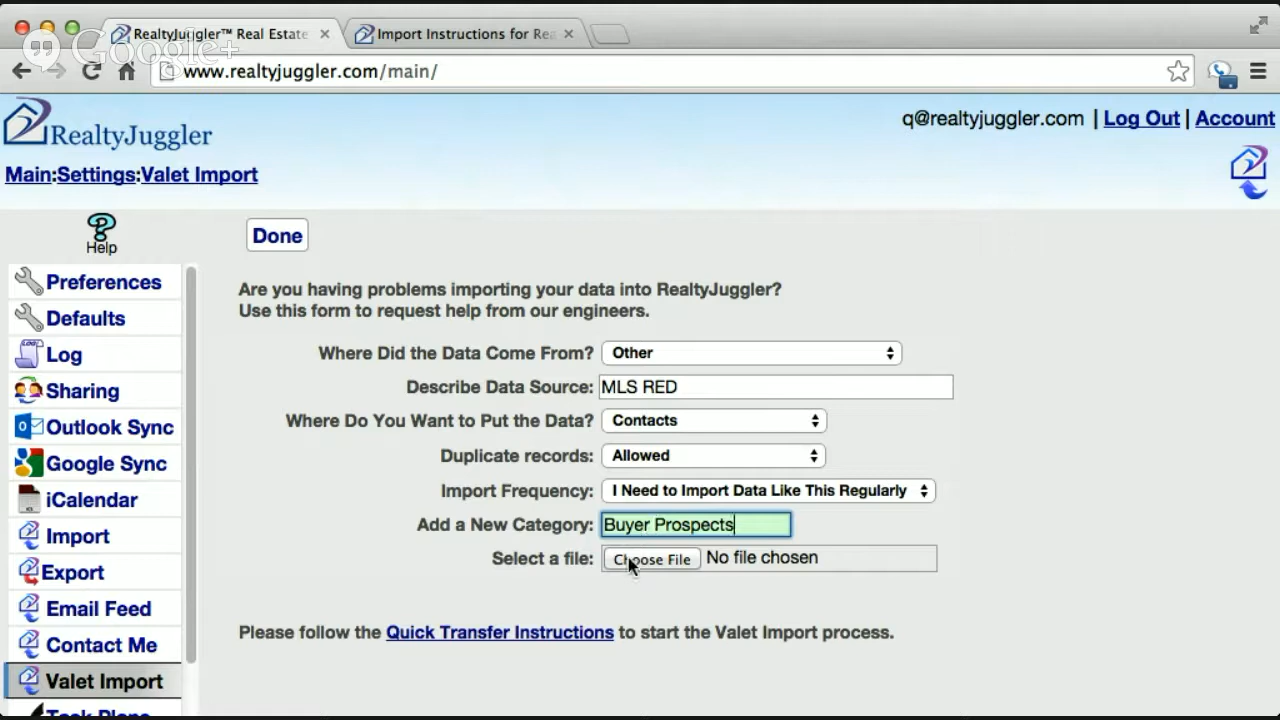 RealtyJuggler™ Real Estate
Import Instructions for Rea
Google+
www.realtyjuggler.com/main/
RealtyJuggler
q@realtyjuggler.com | Log Out | Account
Main:Settings:Valet Import
Help
Done
Preferences
Defaults
Log
Sharing
Outlook Sync
Google Sync
iCalendar
Import
Export
Email Feed
Contact Me
Valet Import
Task Plans
Are you having problems importing your data into RealtyJuggler?
Use this form to request help from our engineers.
Where Did the Data Come From? Other
Describe Data Source: MLS RED
Where Do You Want to Put the Data? Contacts
Duplicate records: Allowed
Import Frequency: I Need to Import Data Like This Regularly
Add a New Category: Buyer Prospects
Select a file: Choose File No file chosen
Please follow the Quick Transfer Instructions to start the Valet Import process.